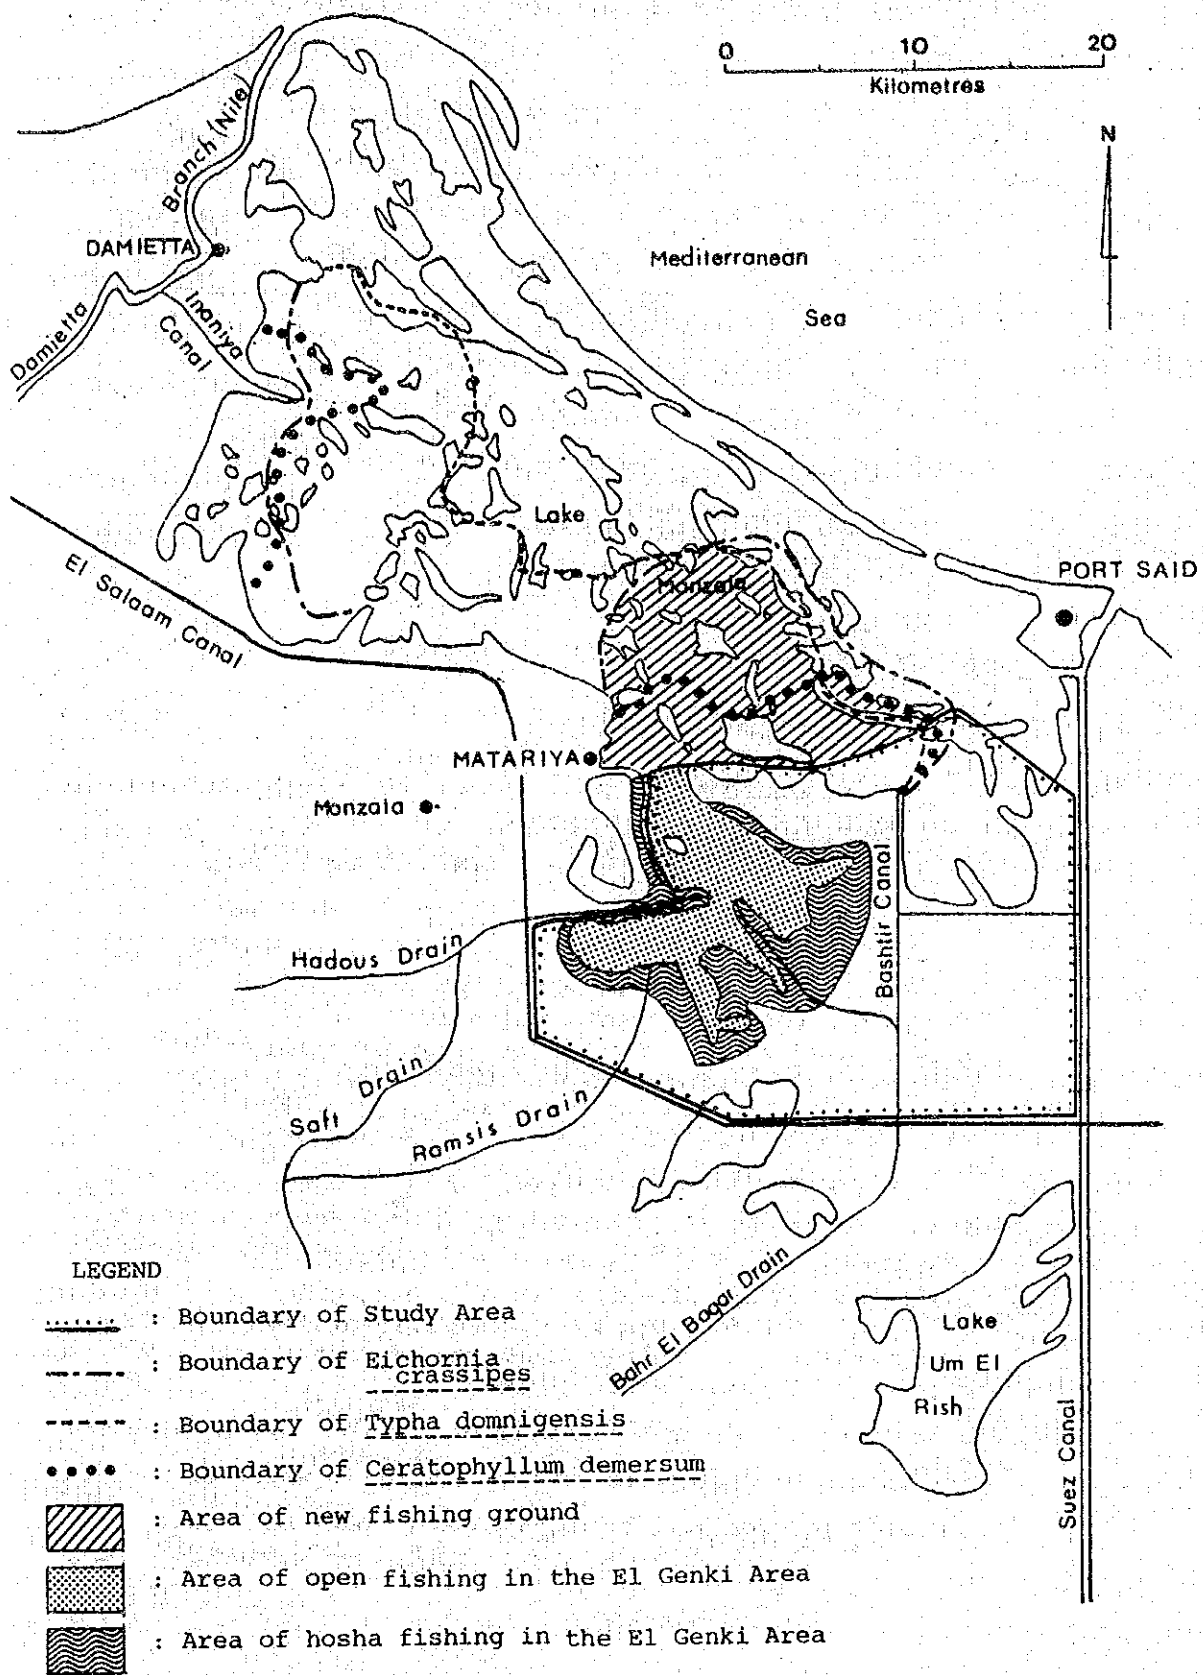 0 10 20
Kilometres
N
Branch (Nile)
DAMIETTA
Mediterranean
Sea
Damietta
Inaniya
Canal
Lake
Monzala
PORT SAID
El Salaam Canal
MATARIYA
Monzala
Bashtir Canal
Hadous Drain
Saft Drain
Ramsis Drain
Bahr El Baqar Drain
Lake
Um El
Rish
Suez Canal
LEGEND
: Boundary of Study Area
: Boundary of Eichornia
crassipes
: Boundary of Typha domnigensis
: Boundary of Ceratophyllum demersum
: Area of new fishing ground
: Area of open fishing in the El Genki Area
: Area of hosha fishing in the El Genki Area